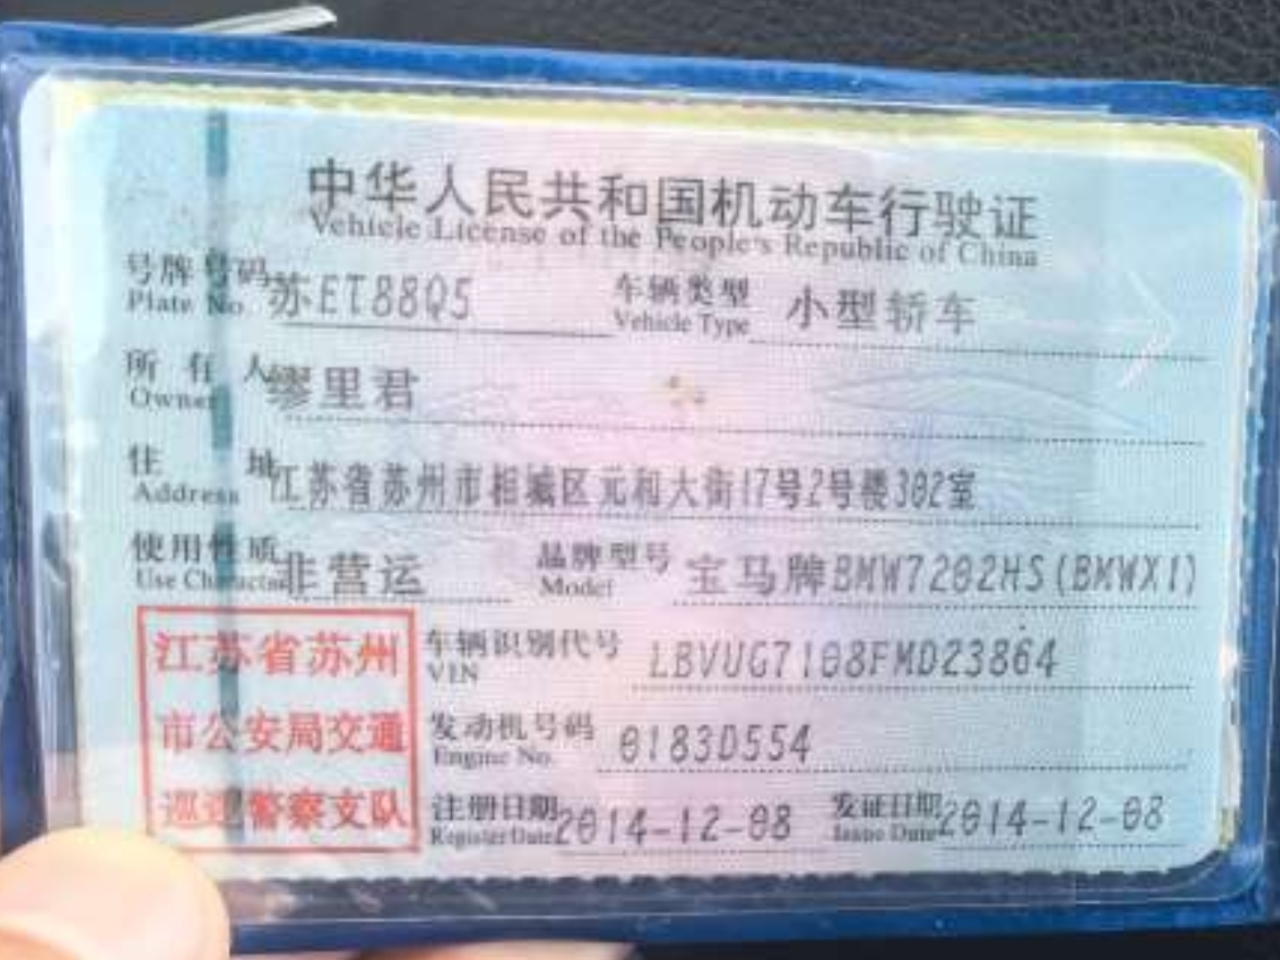 中华人民共和国机动车行驶证
Vehicle License of the People's Republic of China
号牌号码 苏ET88Q5 车辆类型 小型轿车
Plate No. Vehicle Type
所有人 缪里君
Owner
住址 江苏省苏州市相城区元和大街17号2号楼302室
Address
使用性质 非营运 品牌型号 宝马牌BMW7202HS(BMWX1)
Use Character Model
江苏省苏州
市公安局交通
巡逻警察支队
车辆识别代号 LBVUG7108FMD23864
VIN
发动机号码 0183D554
Engine No.
注册日期 2014-12-08 发证日期 2014-12-08
Register Date Issue Date